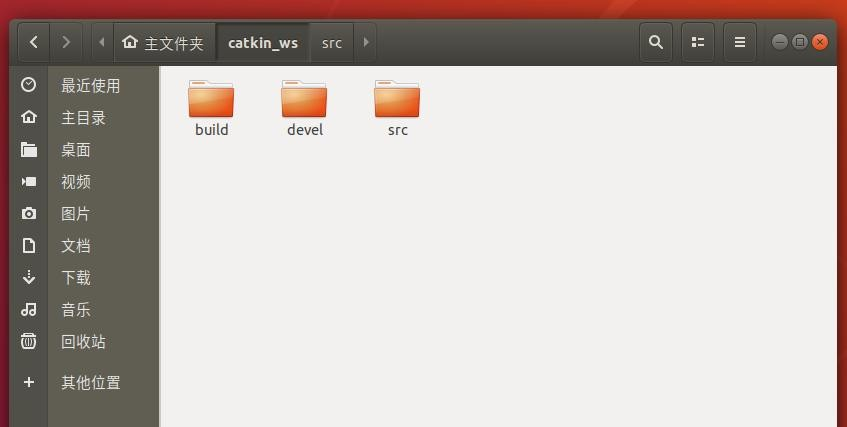 主文件夹 catkin_ws src
最近使用
主目录
桌面
视频
图片
文档
下载
音乐
回收站
其他位置
build devel src